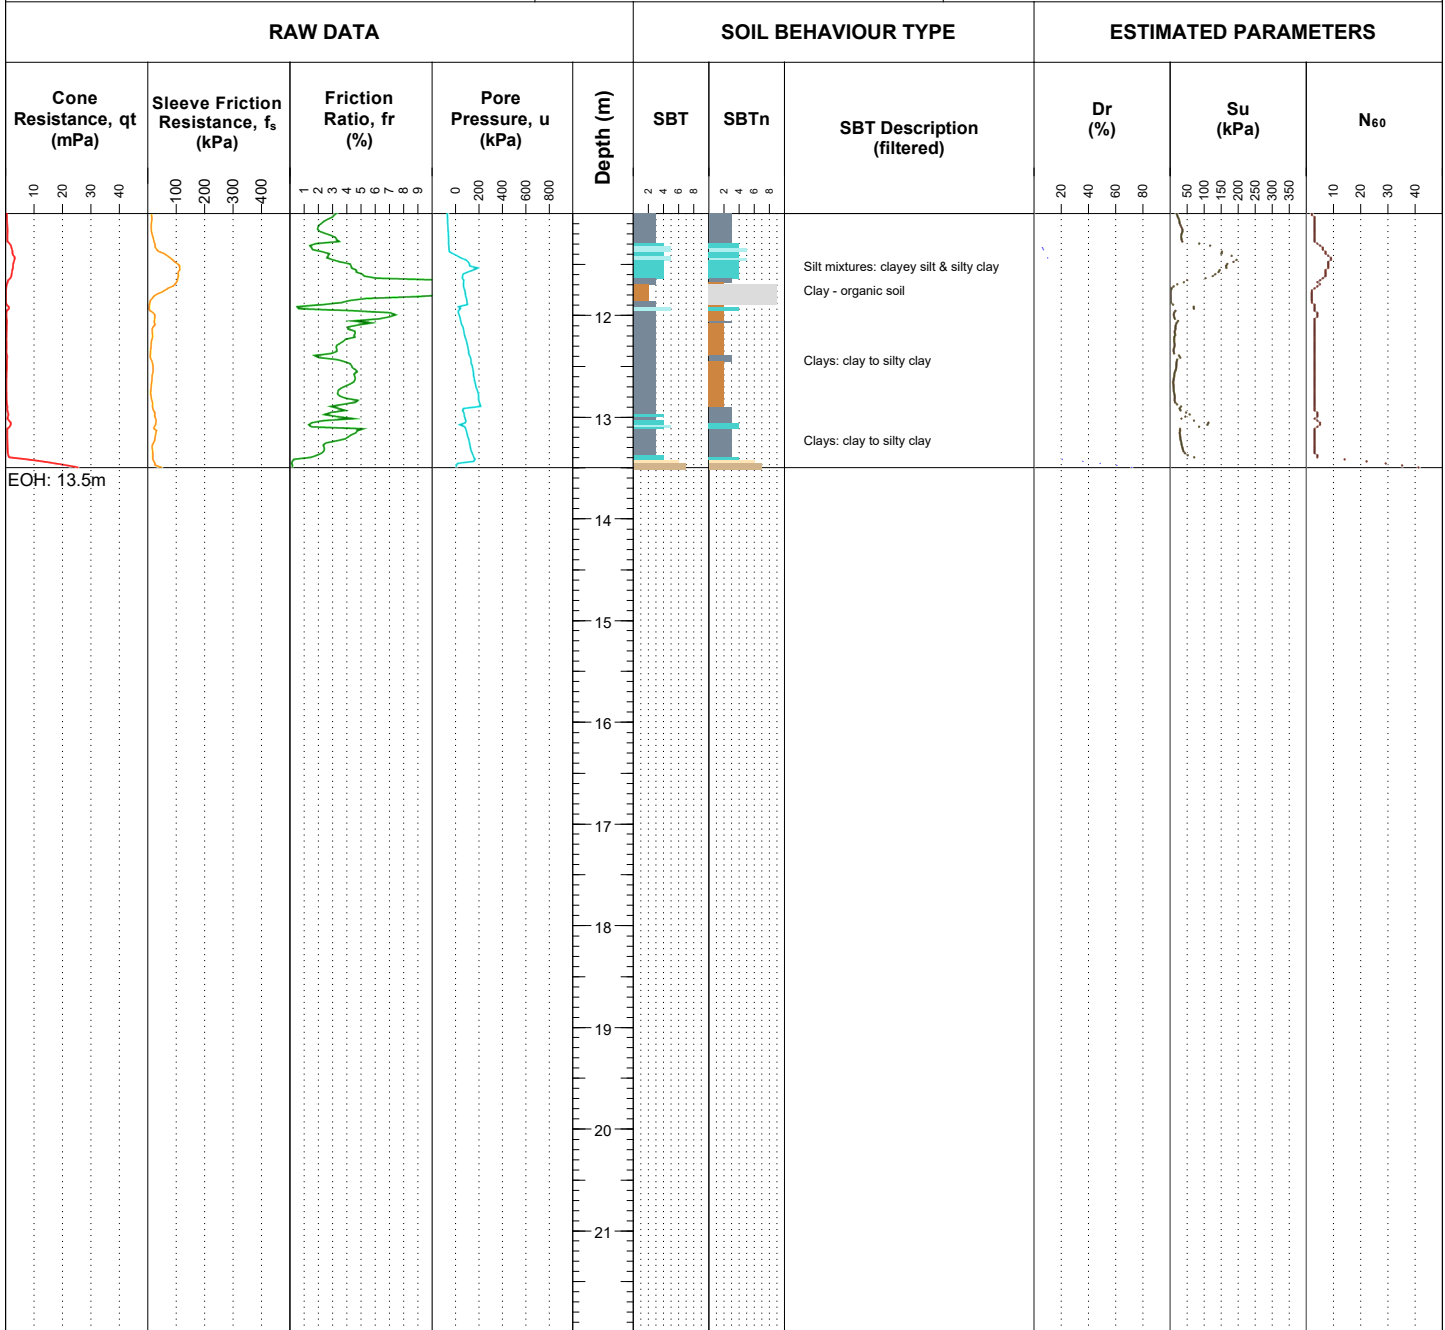 RAW DATA
SOIL BEHAVIOUR TYPE
ESTIMATED PARAMETERS
Cone
Resistance, qt
(mPa)
Sleeve Friction
Resistance, fs
(kPa)
Friction
Ratio, fr
(%)
Pore
Pressure, u
(kPa)
Depth (m)
SBT
SBTn
SBT Description
(filtered)
Dr
(%)
Su
(kPa)
N60
10 20 30 40
100 200 300 400
1 2 3 4 5 6 7 8 9
0 200 400 600 800
2 4 6 8
2 4 6 8
20 40 60 80
50 100 150 200 250 300 350
10 20 30 40
Silt mixtures: clayey silt & silty clay
Clay - organic soil
12
Clays: clay to silty clay
13
Clays: clay to silty clay
EOH: 13.5m
14
15
16
17
18
19
20
21